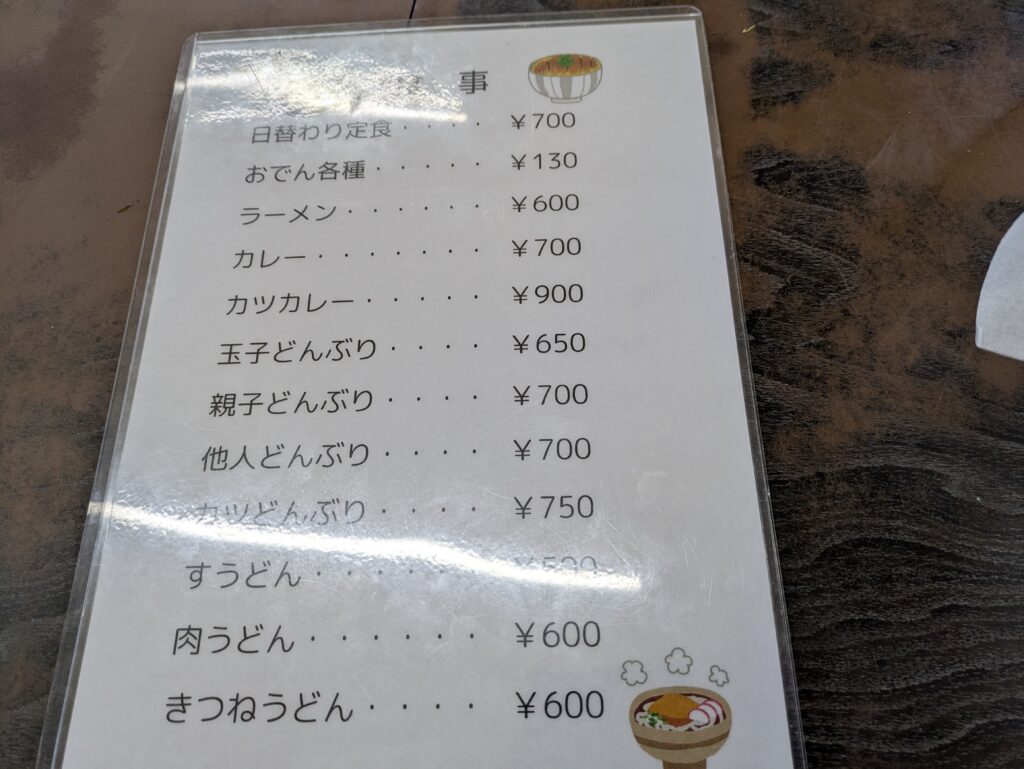 事
日替わり定食・・・・ ￥700
おでん各種・・・・・ ￥130
ラーメン・・・・・・ ￥600
カレー・・・・・・・ ￥700
カツカレー・・・・・ ￥900
玉子どんぶり・・・・ ￥650
親子どんぶり・・・・ ￥700
他人どんぶり・・・・ ￥700
カツどんぶり・・・・ ￥750
すうどん・・・・・・ ￥500
肉うどん・・・・・・・ ￥600
きつねうどん・・・・・ ￥600